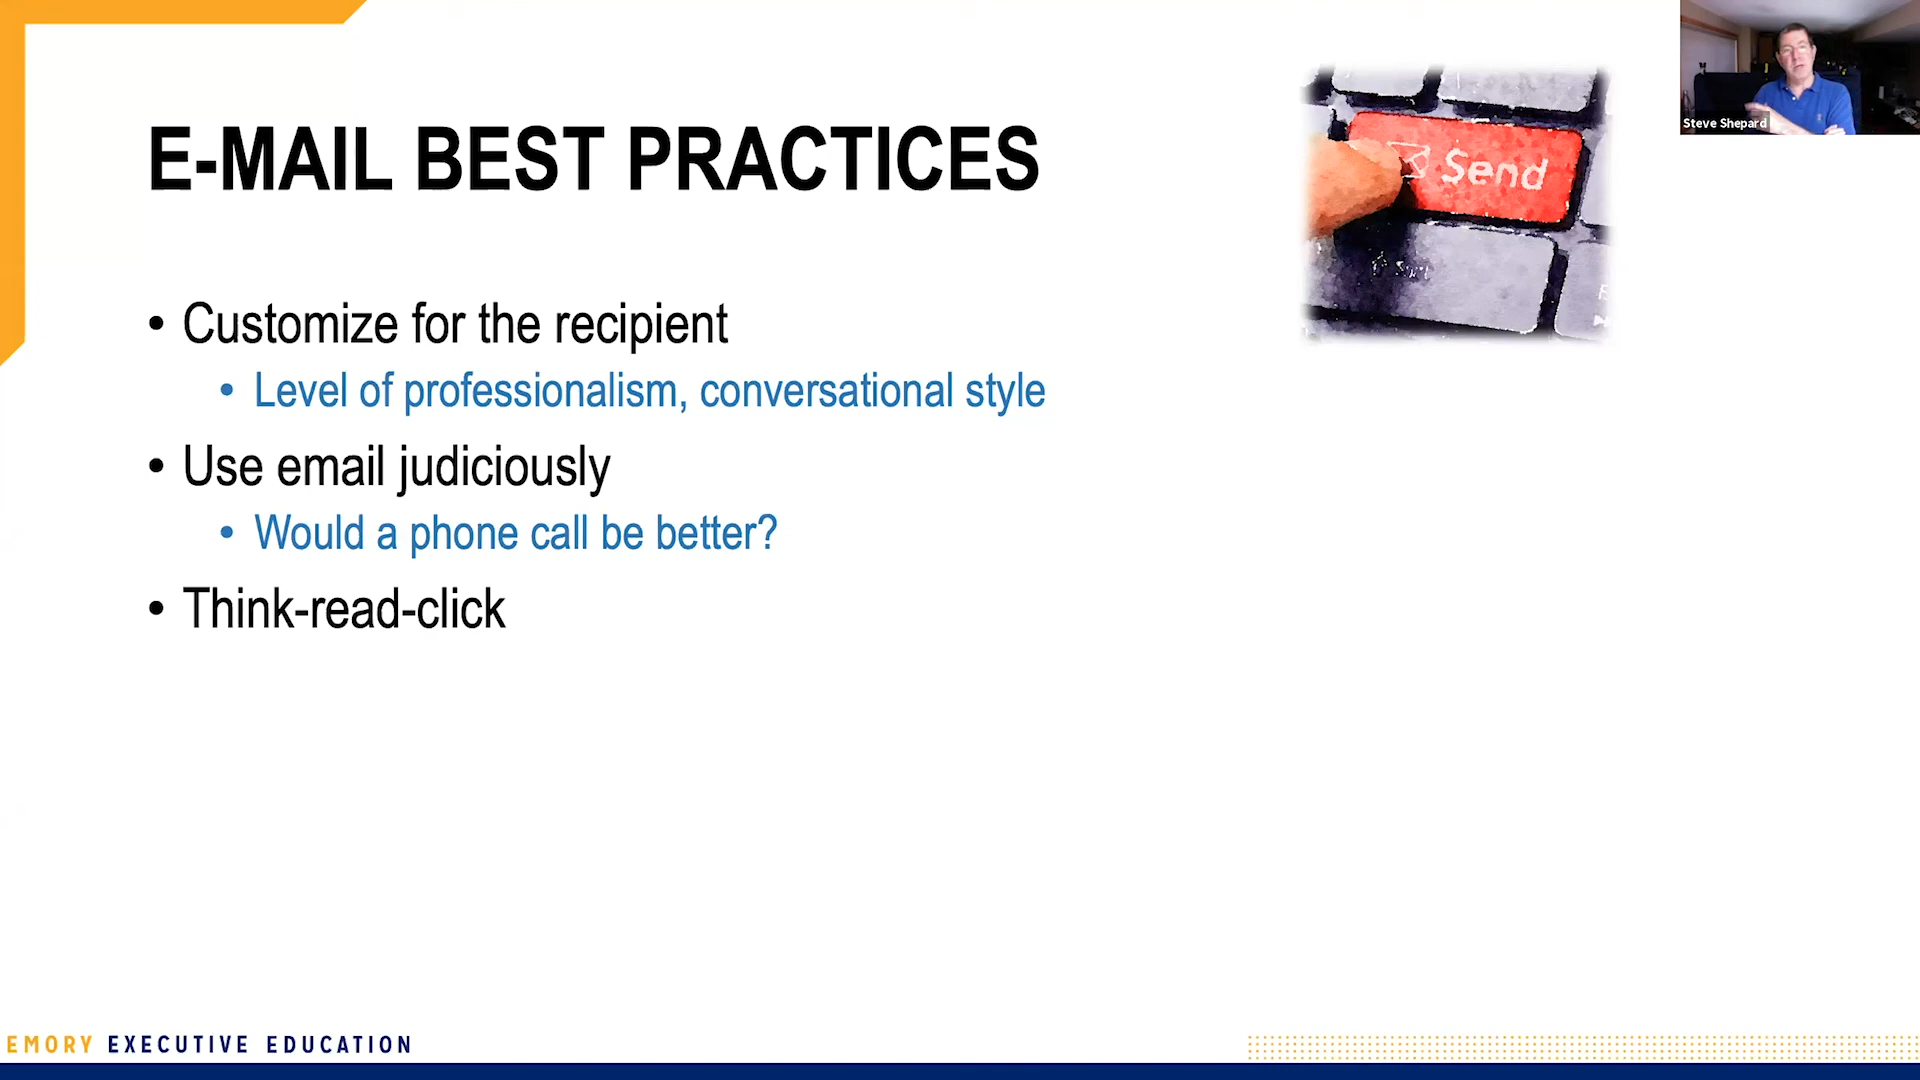 Steve Shepard
E-MAIL BEST PRACTICES
Send
• Customize for the recipient
• Level of professionalism, conversational style
• Use email judiciously
• Would a phone call be better?
• Think-read-click
EMORY EXECUTIVE EDUCATION